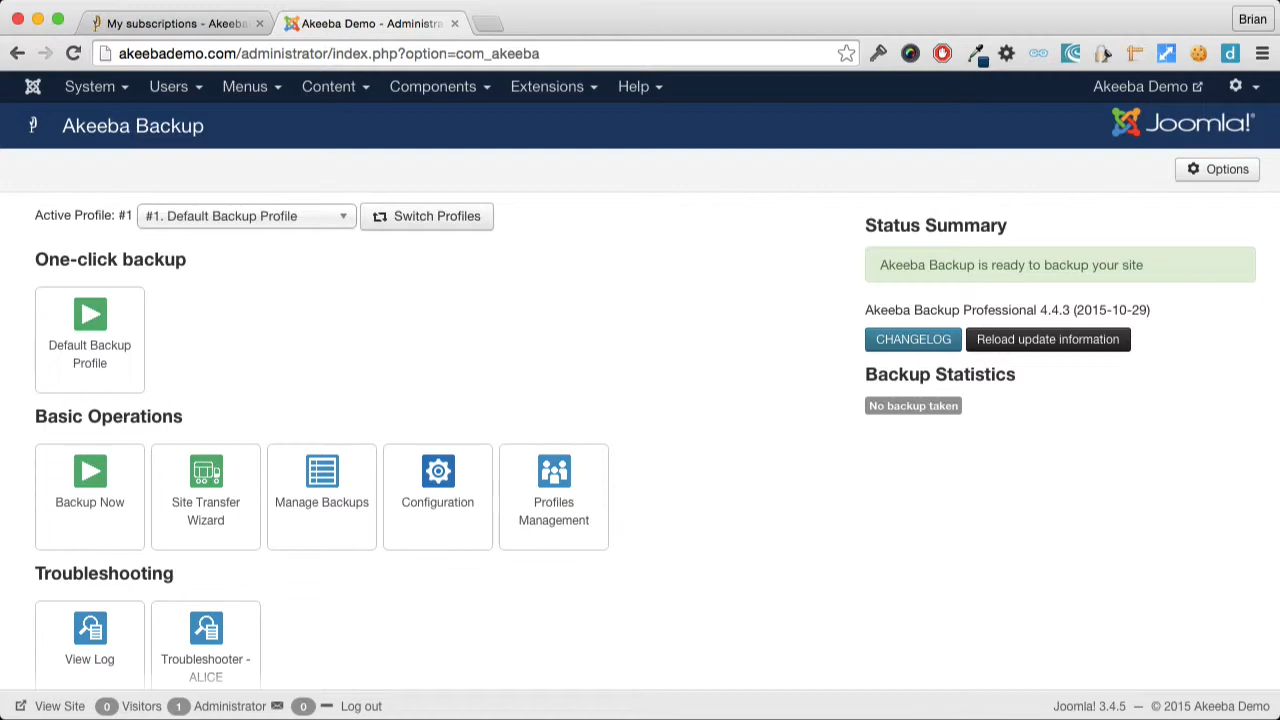 My subscriptions - Akeeba
Akeeba Demo - Administra
Brian
akeebademo.com/administrator/index.php?option=com_akeeba
System Users Menus Content Components Extensions Help Akeeba Demo
Akeeba Backup
Joomla!®
Options
Active Profile: #1 #1. Default Backup Profile Switch Profiles
Status Summary
One-click backup
Akeeba Backup is ready to backup your site
Default Backup
Profile
Akeeba Backup Professional 4.4.3 (2015-10-29)
CHANGELOG Reload update information
Backup Statistics
No backup taken
Basic Operations
Backup Now
Site Transfer
Wizard
Manage Backups
Configuration
Profiles
Management
Troubleshooting
View Log
Troubleshooter -
ALICE
View Site 0 Visitors 1 Administrator 0 Log out
Joomla! 3.4.5 — © 2015 Akeeba Demo